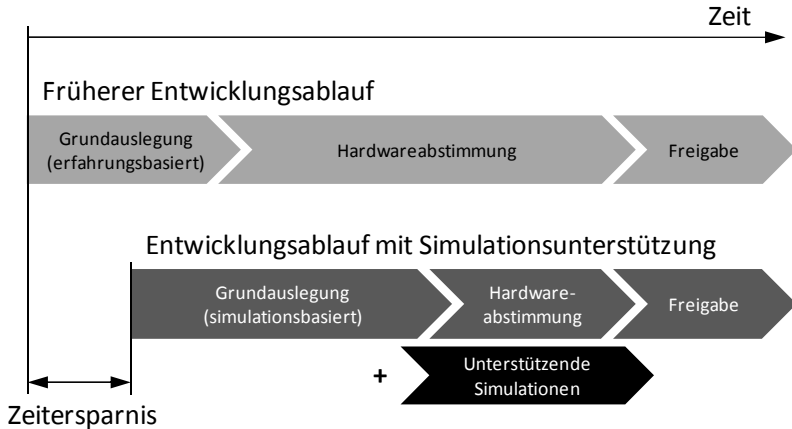 Zeit
Früherer Entwicklungsablauf
Grundauslegung
(erfahrungsbasiert)
Hardwareabstimmung
Freigabe
Entwicklungsablauf mit Simulationsunterstützung
Grundauslegung
(simulationsbasiert)
Hardware-
abstimmung
Freigabe
+
Unterstützende
Simulationen
Zeitersparnis